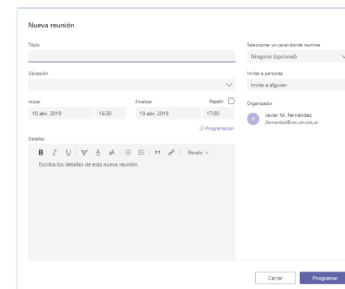 Nueva reunión
Título
Seleccionar un canal donde reunirse
Ninguno (opcional)
Ubicación
Invitar a personas
Invite a alguien
Iniciar
Finalizar
Repetir
Organizador
18 abr. 2019
16:30
18 abr. 2019
17:00
Javier M. Fernández
Programación
Detalles
B I U
Párrafo
Escriba los detalles de esta nueva reunión
Cerrar
Programar